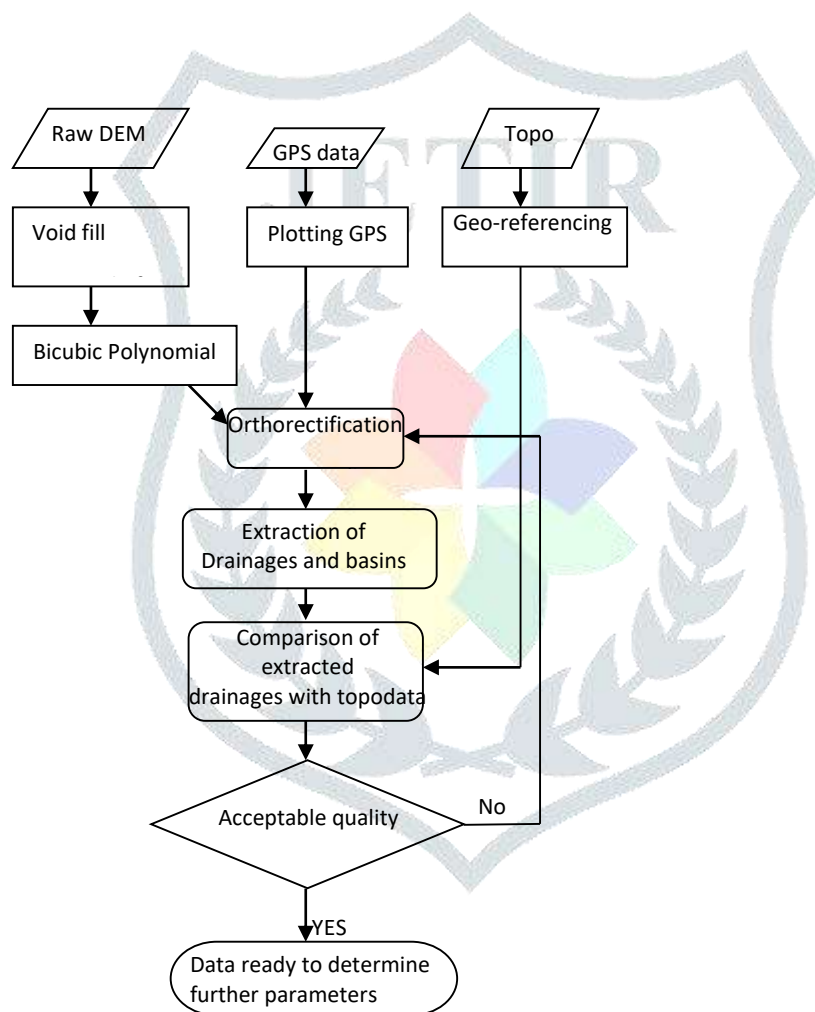 JETIR
Raw DEM
GPS data
Topo
Void fill
Plotting GPS
Geo-referencing
Bicubic Polynomial
Orthorectification
Extraction of
Drainages and basins
Comparison of
extracted
drainages with topodata
Acceptable quality
No
YES
Data ready to determine
further parameters